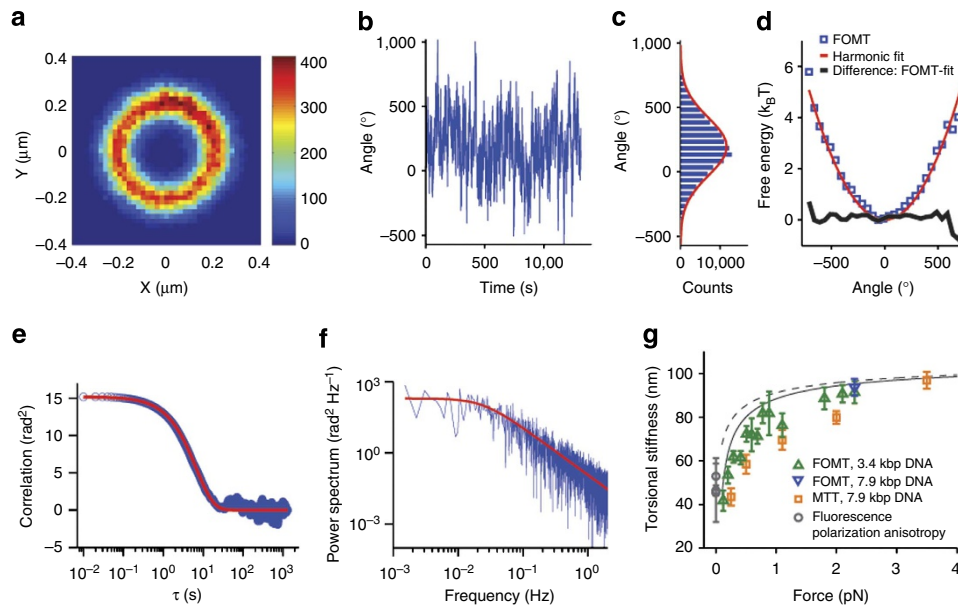 a
0.4
0.2
0
−0.2
−0.4
Y (µm)
−0.4
−0.2
0
0.2
0.4
X (µm)
400
300
200
100
0
b
1,000
500
0
−500
Angle (°)
0
500
10,00
Time (s)
c
1,000
500
0
−500
Angle (°)
0
10,000
Counts
d
FOMT
Harmonic fit
Difference: FOMT-fit
6
4
2
0
Free energy (kBT)
−500
0
500
Angle (°)
e
15
10
5
0
−5
Correlation (rad²)
10⁻²
10⁻¹
10⁰
10¹
10²
10³
τ (s)
f
10³
10⁰
10⁻³
Power spectrum (rad² Hz⁻¹)
10⁻³
10⁻²
10⁻¹
10⁰
Frequency (Hz)
g
100
80
60
40
20
Torsional stiffness (nm)
FOMT, 3.4 kbp DNA
FOMT, 7.9 kbp DNA
MTT, 7.9 kbp DNA
Fluorescence
polarization anisotropy
0
1
2
3
4
Force (pN)